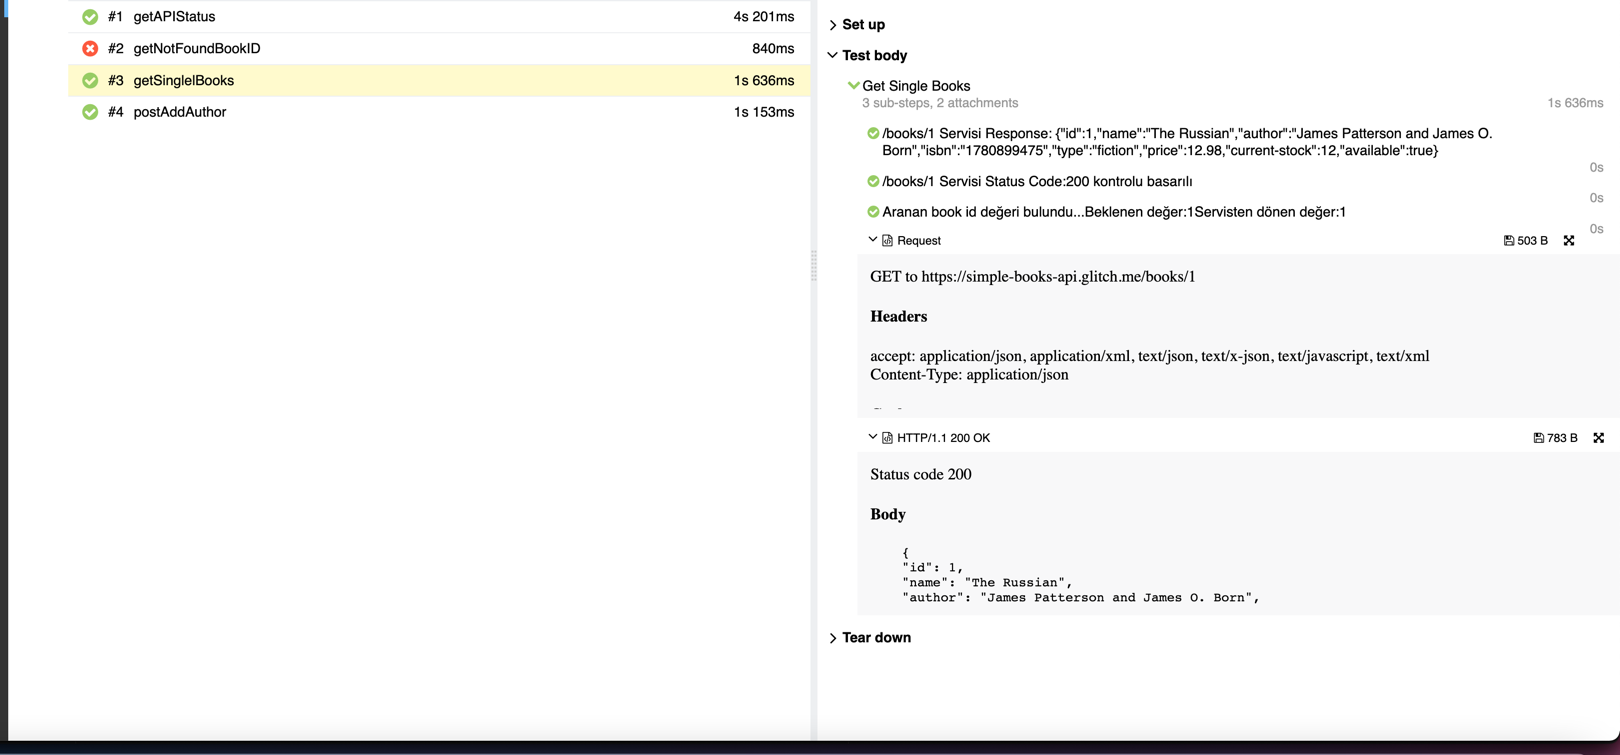 #1 getAPIStatus 4s 201ms
#2 getNotFoundBookID 840ms
#3 getSinglelBooks 1s 636ms
#4 postAddAuthor 1s 153ms
Set up
Test body
Get Single Books
3 sub-steps, 2 attachments 1s 636ms
/books/1 Servisi Response: {"id":1,"name":"The Russian","author":"James Patterson and James O.
Born","isbn":"1780899475","type":"fiction","price":12.98,"current-stock":12,"available":true}
0s
/books/1 Servisi Status Code:200 kontrolu basarılı
0s
Aranan book id değeri bulundu...Beklenen değer:1Servisten dönen değer:1
0s
Request 503 B
GET to https://simple-books-api.glitch.me/books/1
Headers
accept: application/json, application/xml, text/json, text/x-json, text/javascript, text/xml
Content-Type: application/json
HTTP/1.1 200 OK 783 B
Status code 200
Body
{
"id": 1,
"name": "The Russian",
"author": "James Patterson and James O. Born",
Tear down